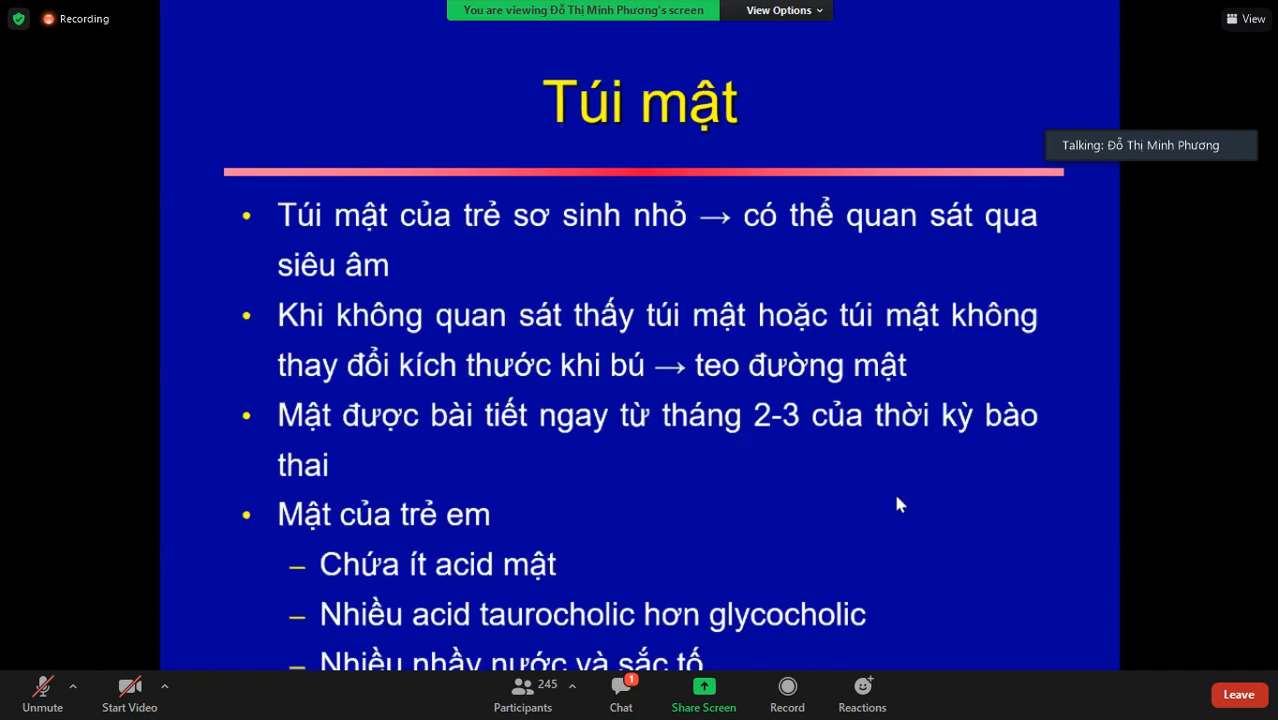 Recording
You are viewing Đỗ Thị Minh Phương's screen
View Options
View
Túi mật
Talking: Đỗ Thị Minh Phương
• Túi mật của trẻ sơ sinh nhỏ → có thể quan sát qua
siêu âm
• Khi không quan sát thấy túi mật hoặc túi mật không
thay đổi kích thước khi bú → teo đường mật
• Mật được bài tiết ngay từ tháng 2-3 của thời kỳ bào
thai
• Mật của trẻ em
– Chứa ít acid mật
– Nhiều acid taurocholic hơn glycocholic
– Nhiều nhầy nước và sắc tố
Unmute
Start Video
245
Participants
1
Chat
Share Screen
Record
Reactions
Leave